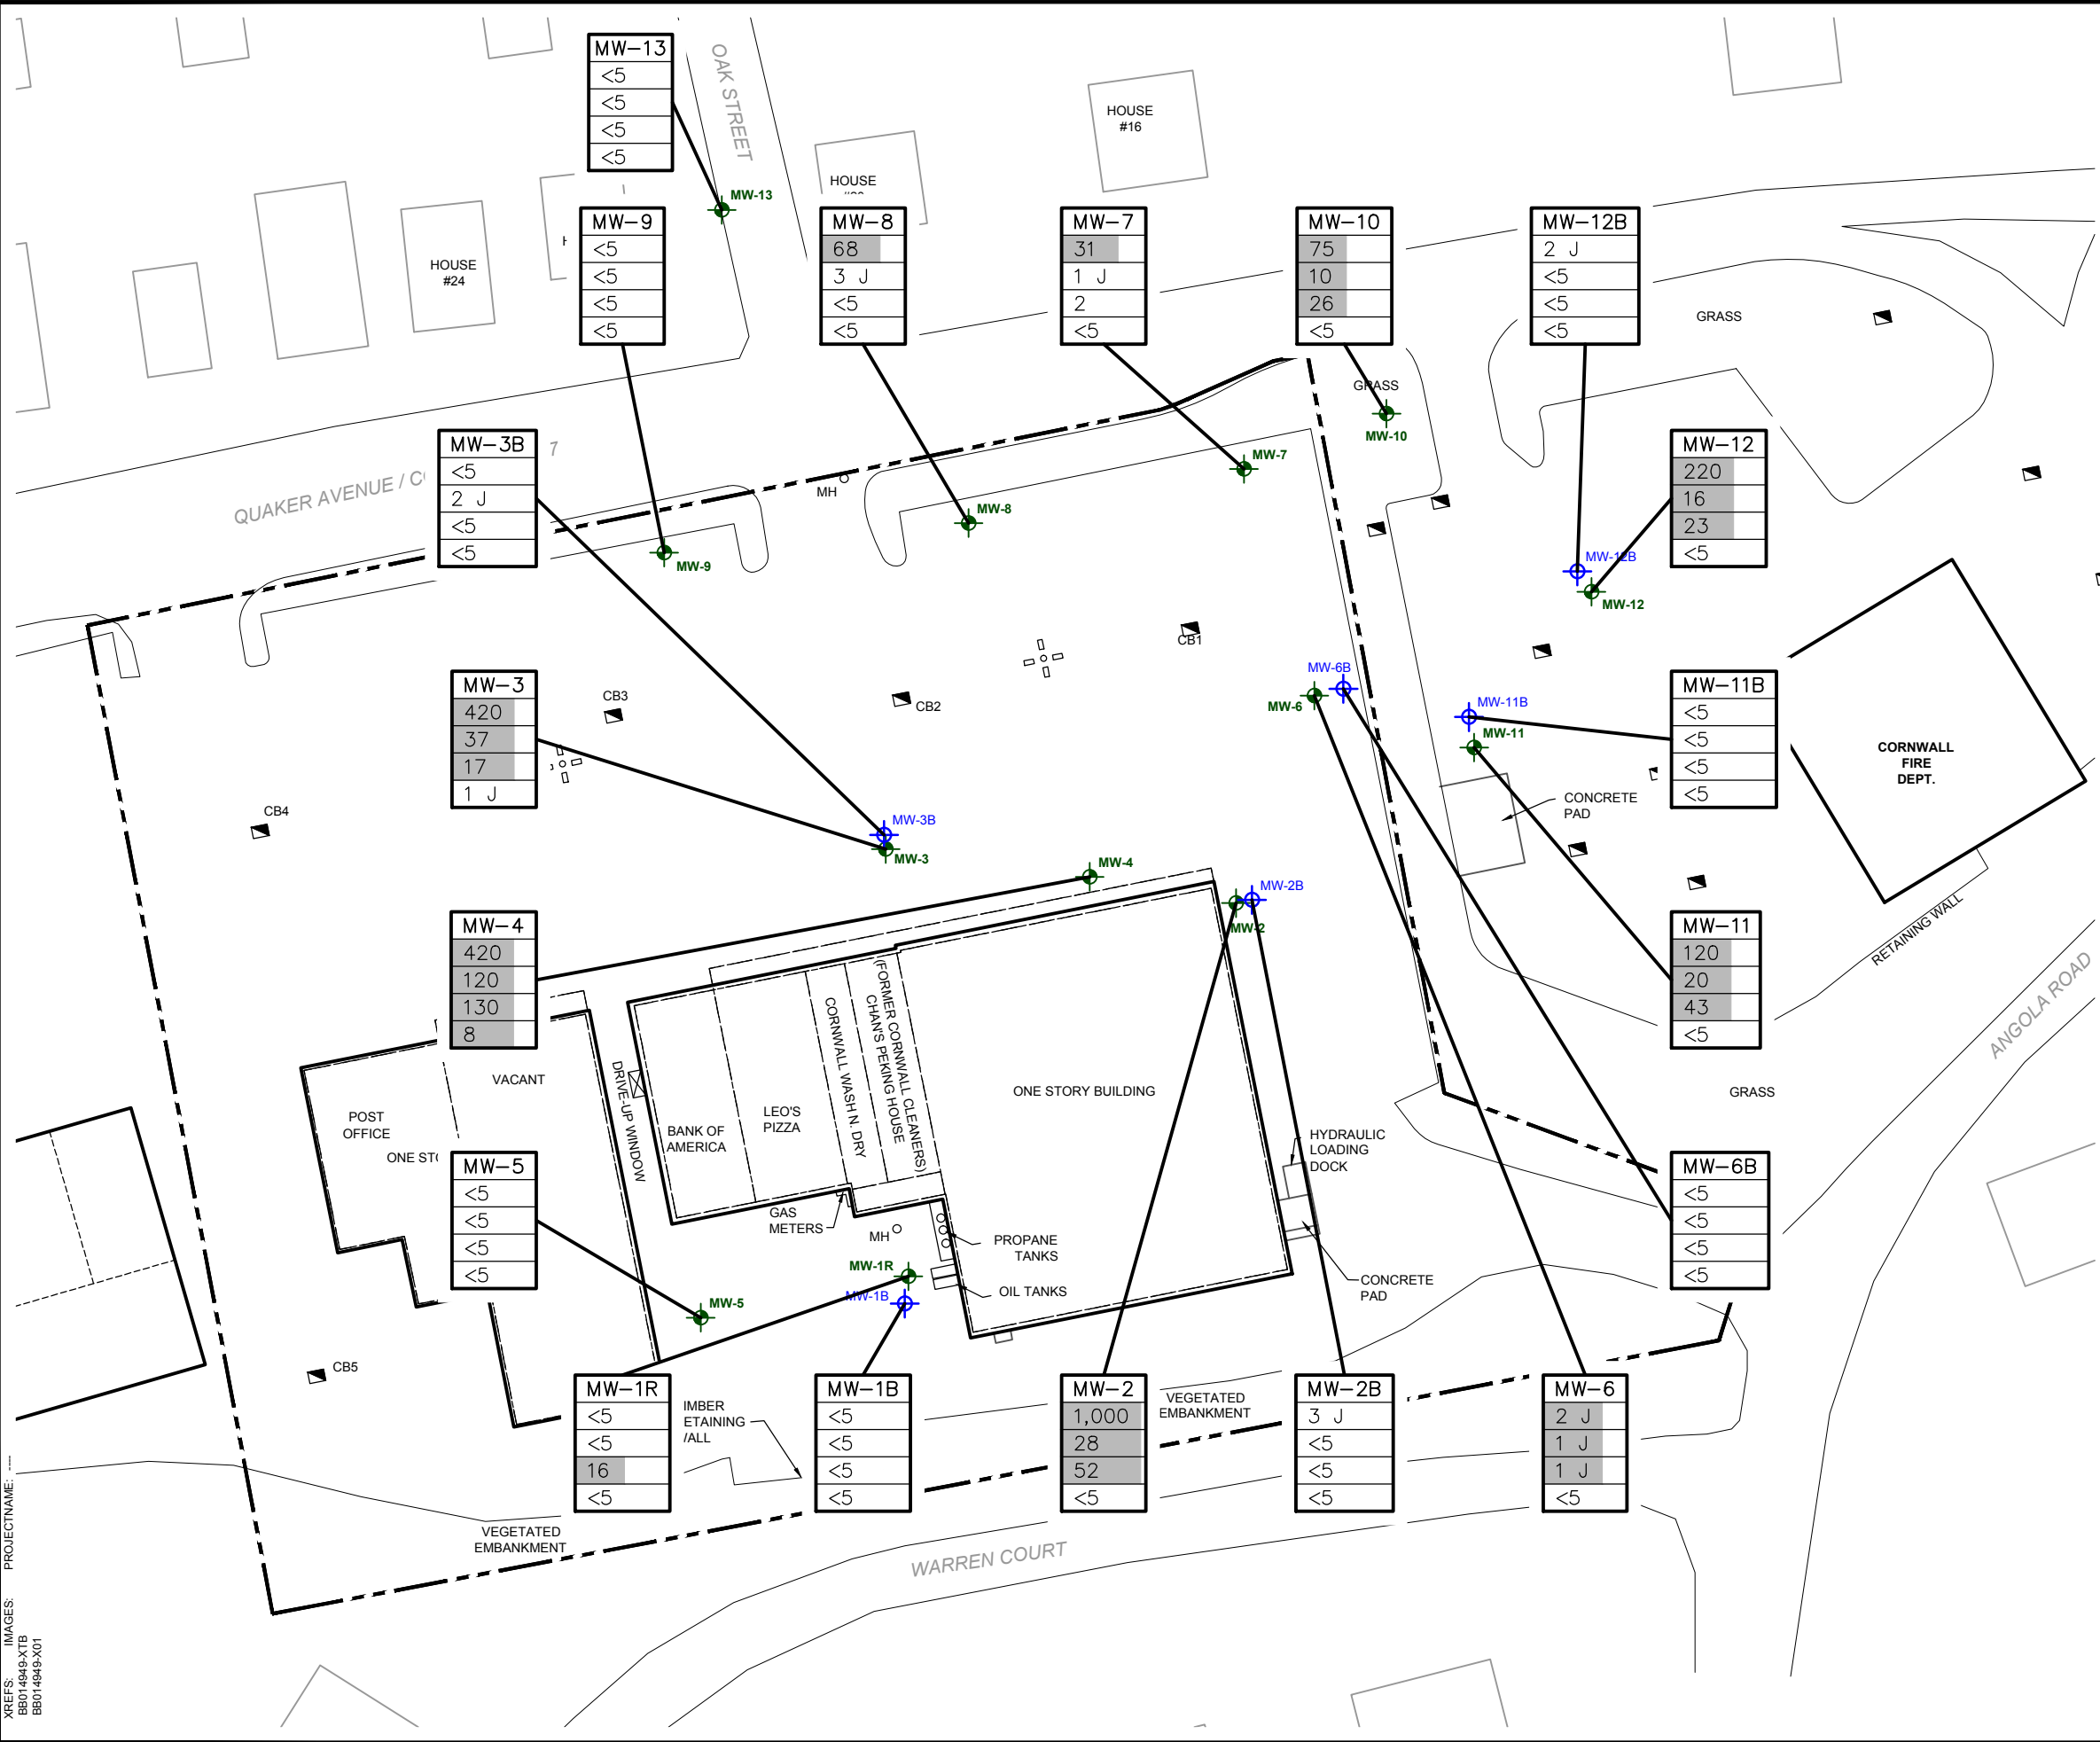 MW-13
<5
<5
<5
<5
OAK STREET
HOUSE
#16
HOUSE
MW-13
HOUSE
#24
MW-9
<5
<5
<5
<5
MW-8
68
3 J
<5
<5
MW-7
31
1 J
2
<5
MW-10
75
10
26
<5
MW-12B
2 J
<5
<5
<5
GRASS
GRASS
MW-10
MW-7
MW-8
MW-9
MH
QUAKER AVENUE / C
7
MW-3B
<5
2 J
<5
<5
MW-12
220
16
23
<5
MW-12B
MW-12
CB1
CB2
CB3
CB4
MW-6B
MW-6
MW-11B
MW-11
MW-3
420
37
17
1 J
MW-11B
<5
<5
<5
<5
CORNWALL
FIRE
DEPT.
CONCRETE
PAD
MW-3B
MW-3
MW-4
MW-2B
MW-2
MW-4
420
120
130
8
MW-11
120
20
43
<5
RETAINING WALL
ANGOLA ROAD
GRASS
VACANT
POST
OFFICE
ONE STO
DRIVE-UP WINDOW
BANK OF
AMERICA
LEO'S
PIZZA
CORNWALL WASH N. DRY
CHAN'S PEKING HOUSE
(FORMER CORNWALL CLEANERS)
ONE STORY BUILDING
HYDRAULIC
LOADING
DOCK
MW-5
<5
<5
<5
<5
MW-6B
<5
<5
<5
<5
GAS
METERS
MH
PROPANE
TANKS
OIL TANKS
CONCRETE
PAD
MW-1R
MW-1B
MW-5
CB5
MW-1R
<5
<5
16
<5
IMBER
ETAINING
/ALL
MW-1B
<5
<5
<5
<5
MW-2
1,000
28
52
<5
VEGETATED
EMBANKMENT
MW-2B
3 J
<5
<5
<5
MW-6
2 J
1 J
1 J
<5
VEGETATED
EMBANKMENT
WARREN COURT
XREFS: IMAGES: PROJECTNAME: ----
BB014949-XTB
BB014949-X01